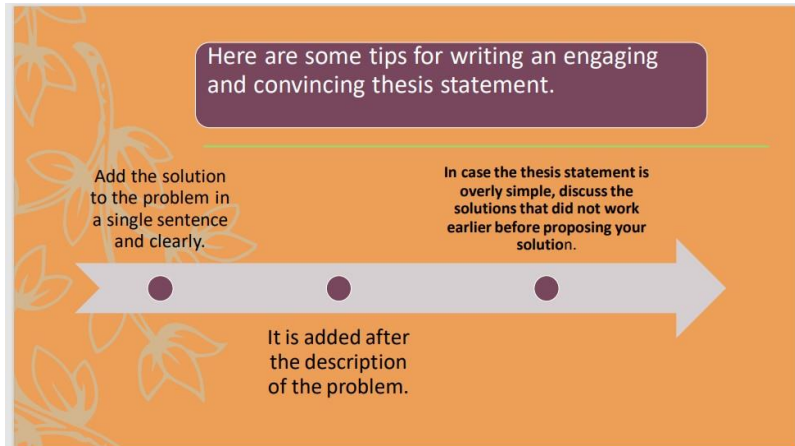 Here are some tips for writing an engaging
and convincing thesis statement.
Add the solution
to the problem in
a single sentence
and clearly.
It is added after
the description
of the problem.
In case the thesis statement is
overly simple, discuss the
solutions that did not work
earlier before proposing your
solution.